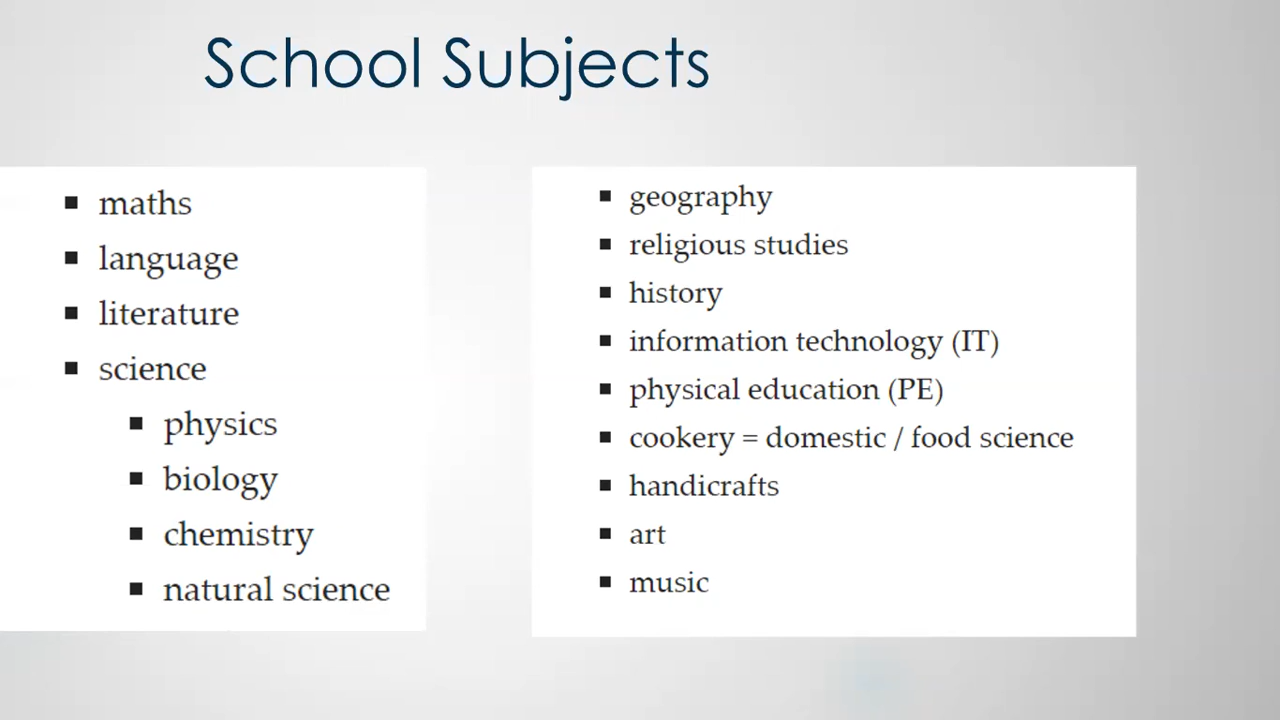 School Subjects
maths
language
literature
science
physics
biology
chemistry
natural science
geography
religious studies
history
information technology (IT)
physical education (PE)
cookery = domestic / food science
handicrafts
art
music